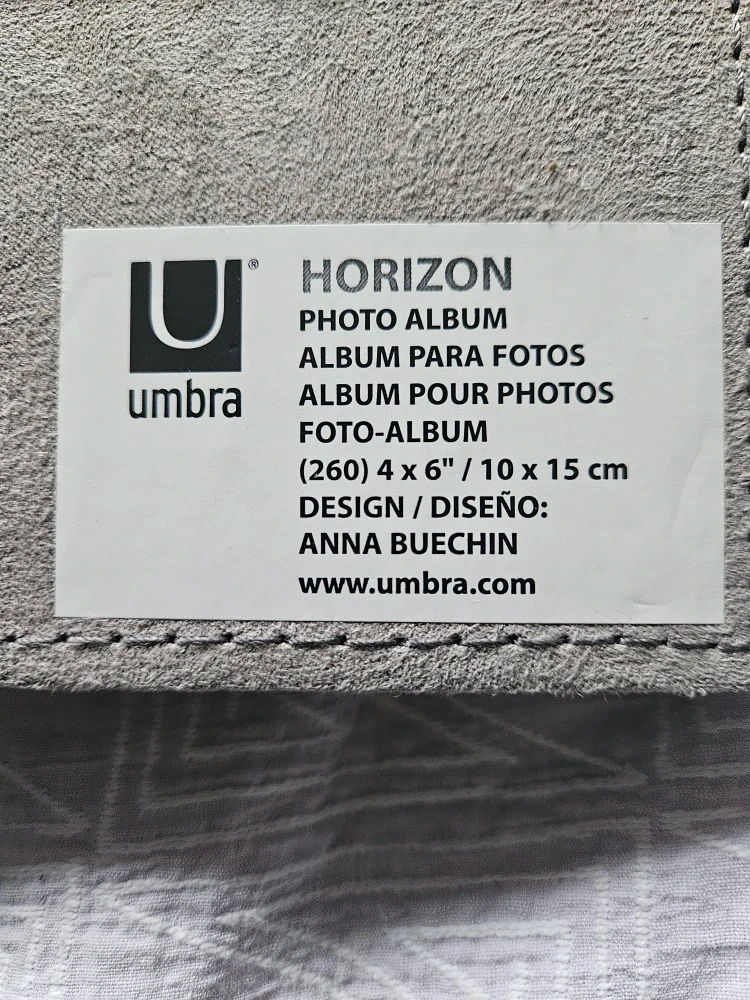 U®
umbra
HORIZON
PHOTO ALBUM
ALBUM PARA FOTOS
ALBUM POUR PHOTOS
FOTO-ALBUM
(260) 4 x 6" / 10 x 15 cm
DESIGN / DISEÑO:
ANNA BUECHIN
www.umbra.com